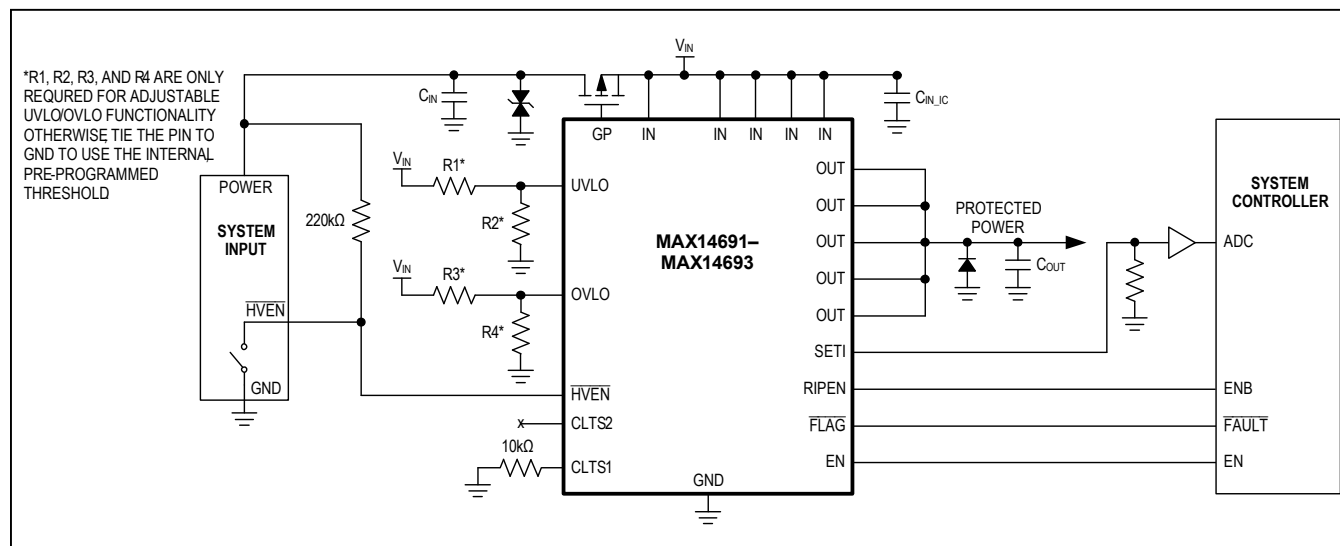 *R1, R2, R3, AND R4 ARE ONLY
REQURED FOR ADJUSTABLE
UVLO/OVLO FUNCTIONALITY
OTHERWISE, TIE THE PIN TO
GND TO USE THE INTERNAL,
PRE-PROGRAMMED
THRESHOLD.
POWER
SYSTEM
INPUT
HVEN
GND
220kΩ
CIN
VIN
CIN_IC
GP
IN
IN
IN
IN
IN
VIN
R1*
R2*
UVLO
VIN
R3*
R4*
OVLO
HVEN
CLTS2
x
10kΩ
CLTS1
MAX14691–
MAX14693
GND
OUT
OUT
OUT
OUT
OUT
SETI
RIPEN
FLAG
EN
PROTECTED
POWER
COUT
SYSTEM
CONTROLLER
ADC
ENB
FAULT
EN